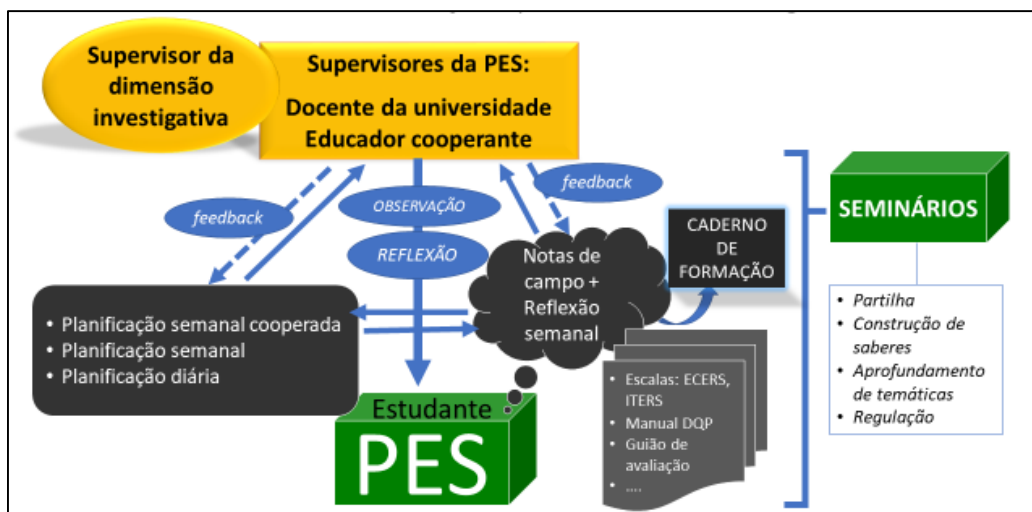 Supervisor da
dimensão
investigativa
Supervisores da PES:
Docente da universidade
Educador cooperante
feedback
OBSERVAÇÃO
REFLEXÃO
feedback
• Planificação semanal cooperada
• Planificação semanal
• Planificação diária
Notas de
campo +
Reflexão
semanal
CADERNO
DE
FORMAÇÃO
• Escalas: ECERS,
ITERS
• Manual DQP
• Guião de
avaliação
• ....
Estudante
PES
SEMINÁRIOS
• Partilha
• Construção de
saberes
• Aprofundamento
de temáticas
• Regulação